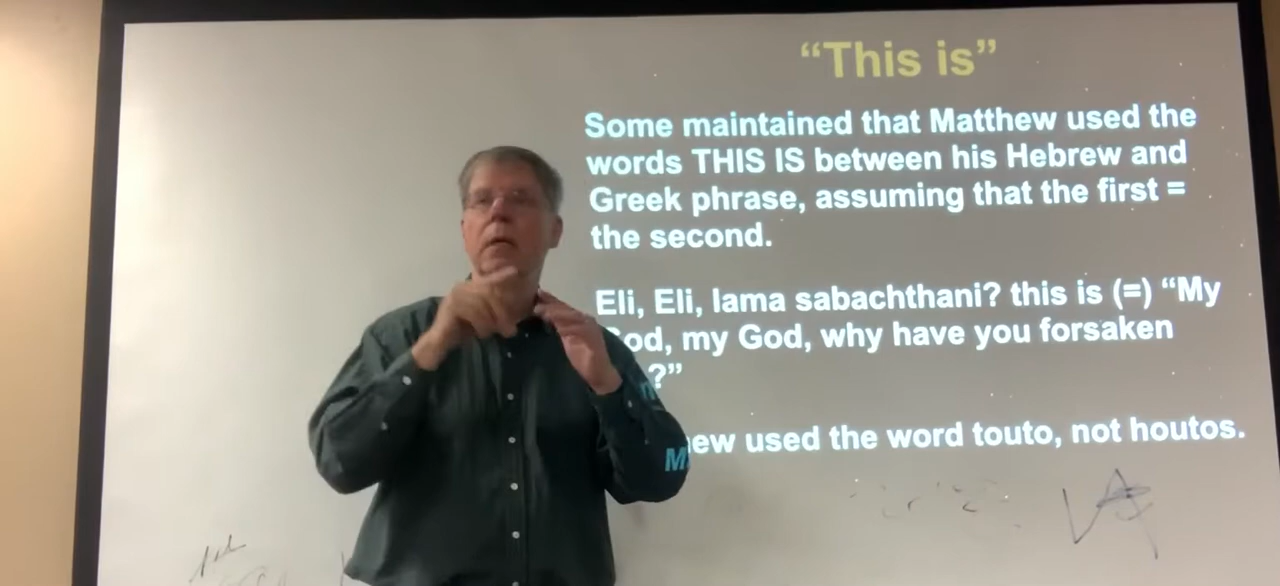 “This is”
Some maintained that Matthew used the
words THIS IS between his Hebrew and
Greek phrase, assuming that the first =
the second.
Eli, Eli, lama sabachthani? this is (=) “My
God, my God, why have you forsaken
?”
used the word touto, not houtos.